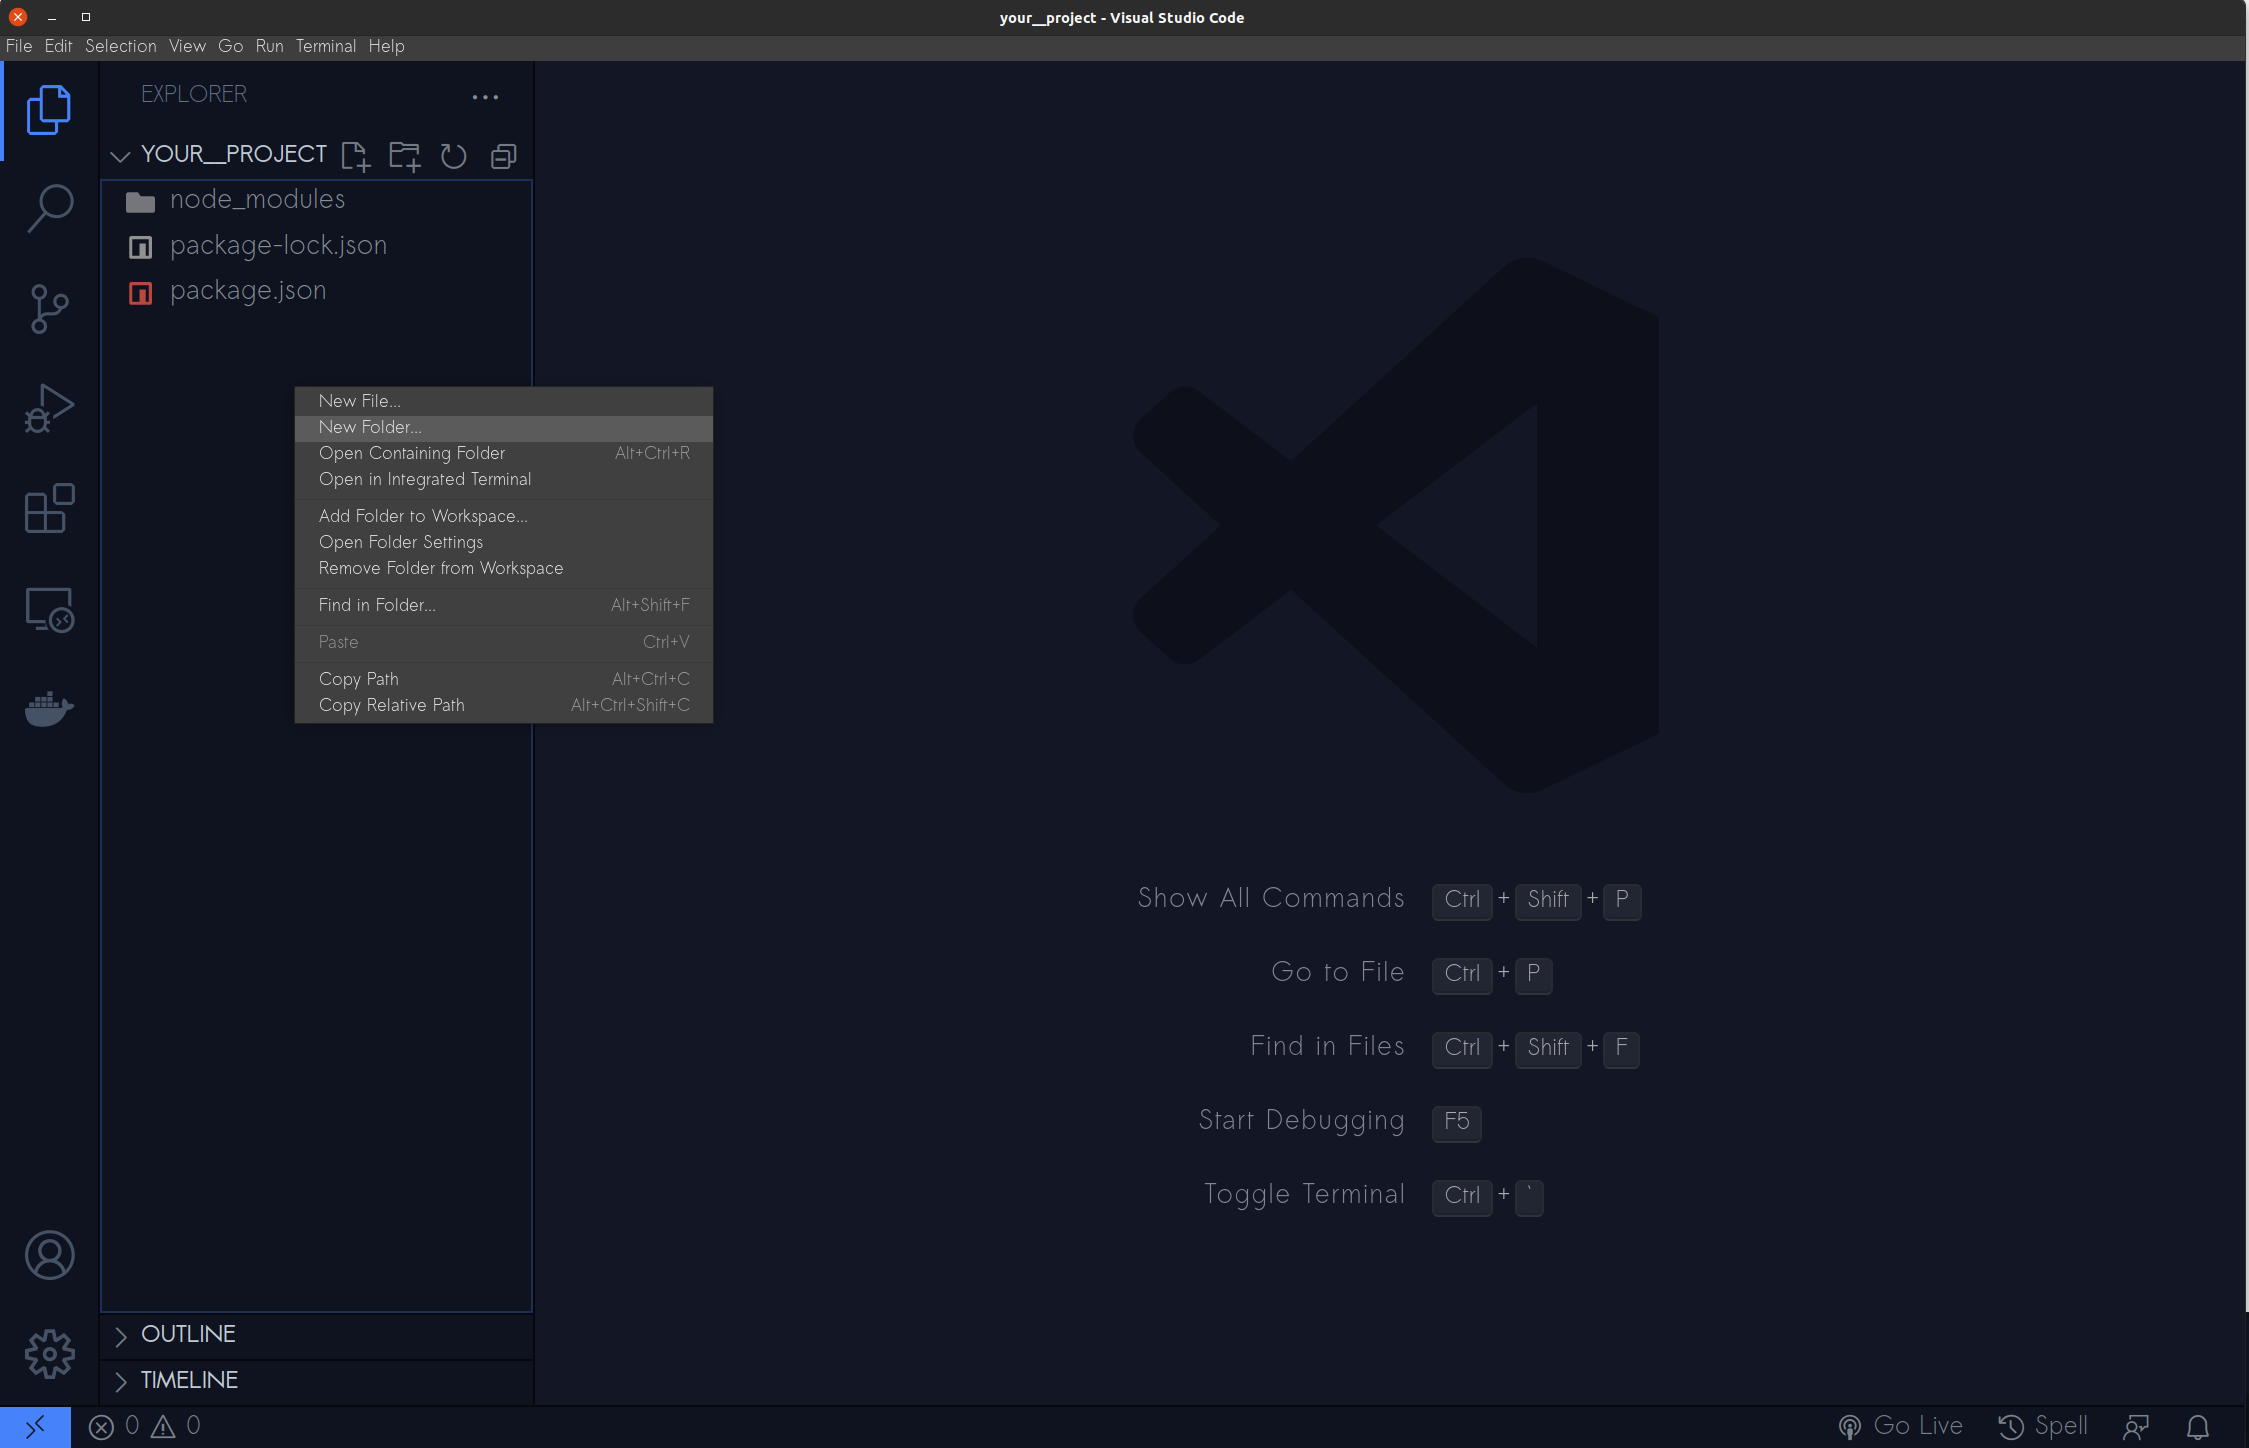 your__project - Visual Studio Code
File Edit Selection View Go Run Terminal Help
EXPLORER
YOUR__PROJECT
node_modules
package-lock.json
package.json
New File...
New Folder...
Open Containing Folder Alt+Ctrl+R
Open in Integrated Terminal
Add Folder to Workspace...
Open Folder Settings
Remove Folder from Workspace
Find in Folder... Alt+Shift+F
Paste Ctrl+V
Copy Path Alt+Ctrl+C
Copy Relative Path Alt+Ctrl+Shift+C
Show All Commands Ctrl + Shift + P
Go to File Ctrl + P
Find in Files Ctrl + Shift + F
Start Debugging F5
Toggle Terminal Ctrl + `
OUTLINE
TIMELINE
0 0 Go Live Spell